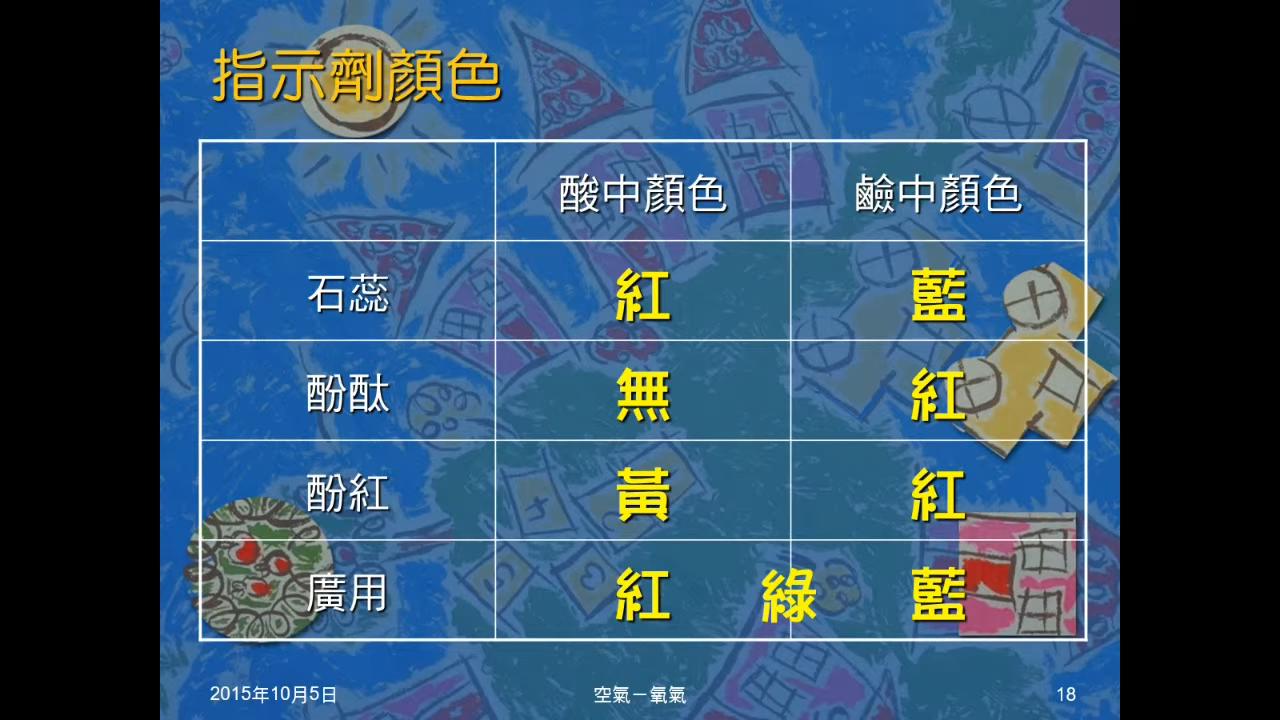 指示劑顏色
酸中顏色 鹼中顏色
石蕊 紅 藍
酚酞 無 紅
酚紅 黃 紅
廣用 紅 綠 藍
2015年10月5日 空氣－氧氣 18